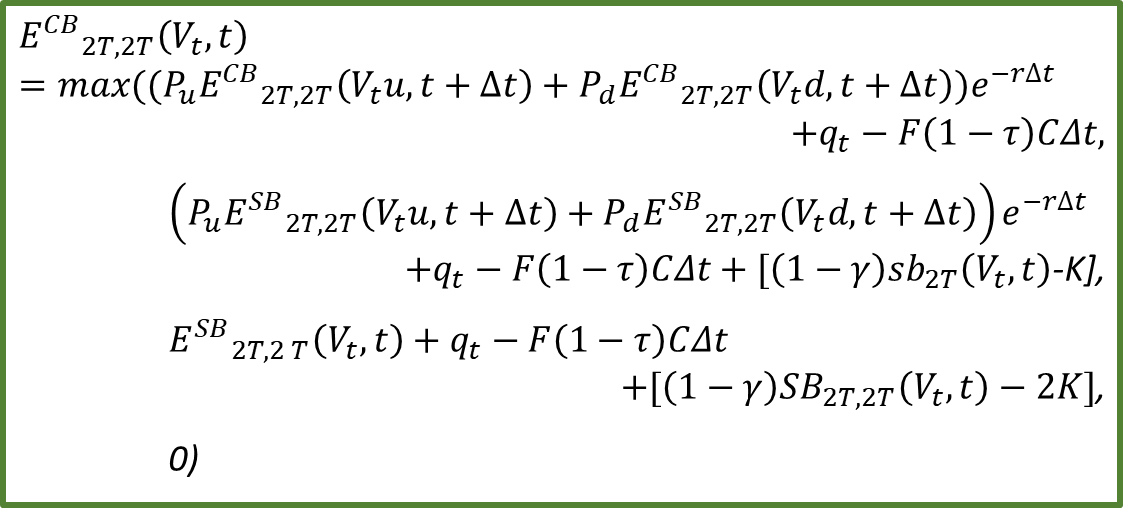 E^{CB}_{2T,2T}(V_t, t)
= max((P_u E^{CB}_{2T,2T}(V_t u, t + Δt) + P_d E^{CB}_{2T,2T}(V_t d, t + Δt))e^{−rΔt}
+q_t − F(1 − τ)CΔt,
(P_u E^{SB}_{2T,2T}(V_t u, t + Δt) + P_d E^{SB}_{2T,2T}(V_t d, t + Δt))e^{−rΔt}
+q_t − F(1 − τ)CΔt + [(1 − γ)sb_{2T}(V_t, t)-K],
E^{SB}_{2T,2 T}(V_t, t) + q_t − F(1 − τ)CΔt
+[(1 − γ)SB_{2T,2T}(V_t, t) − 2K],
0)